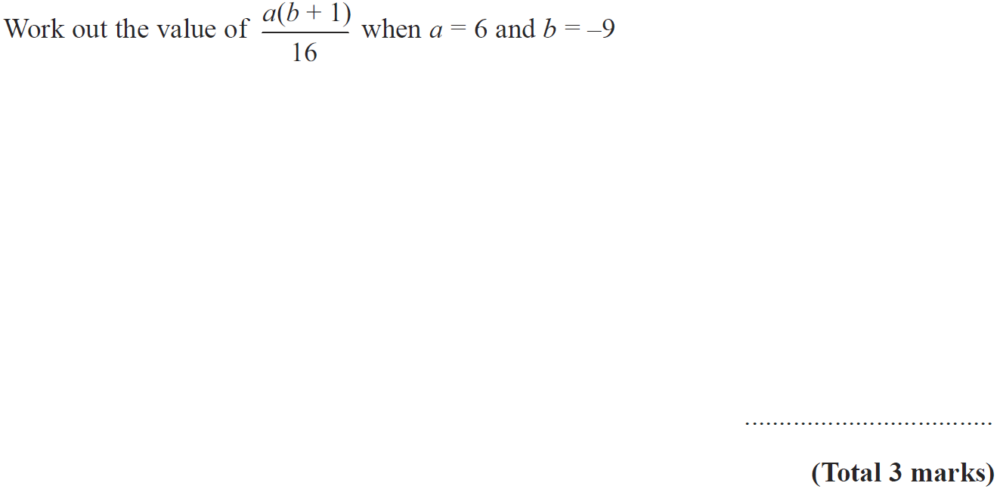 Work out the value of a(b + 1)/16 when a = 6 and b = –9
....................................
(Total 3 marks)